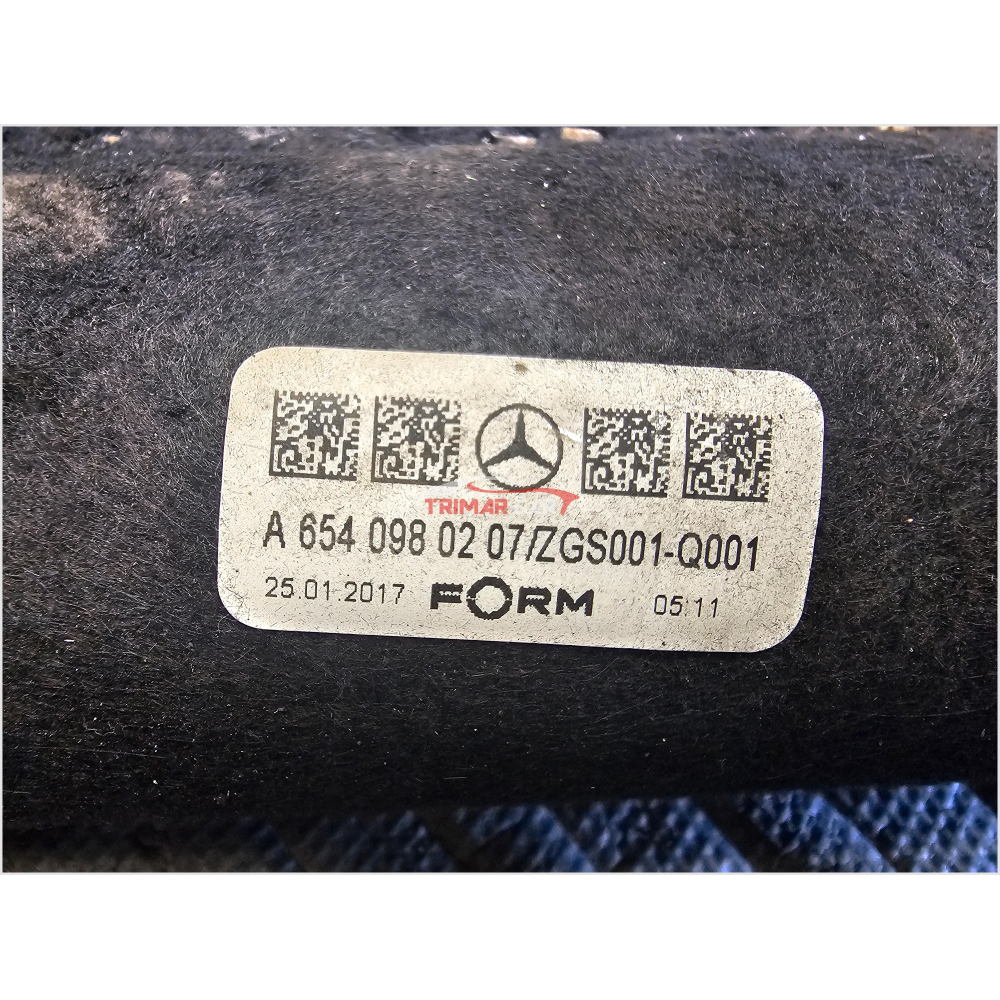 TRIMAR
A 654 098 02 07/ZGS001-Q001
25.01.2017 FORM 05:11